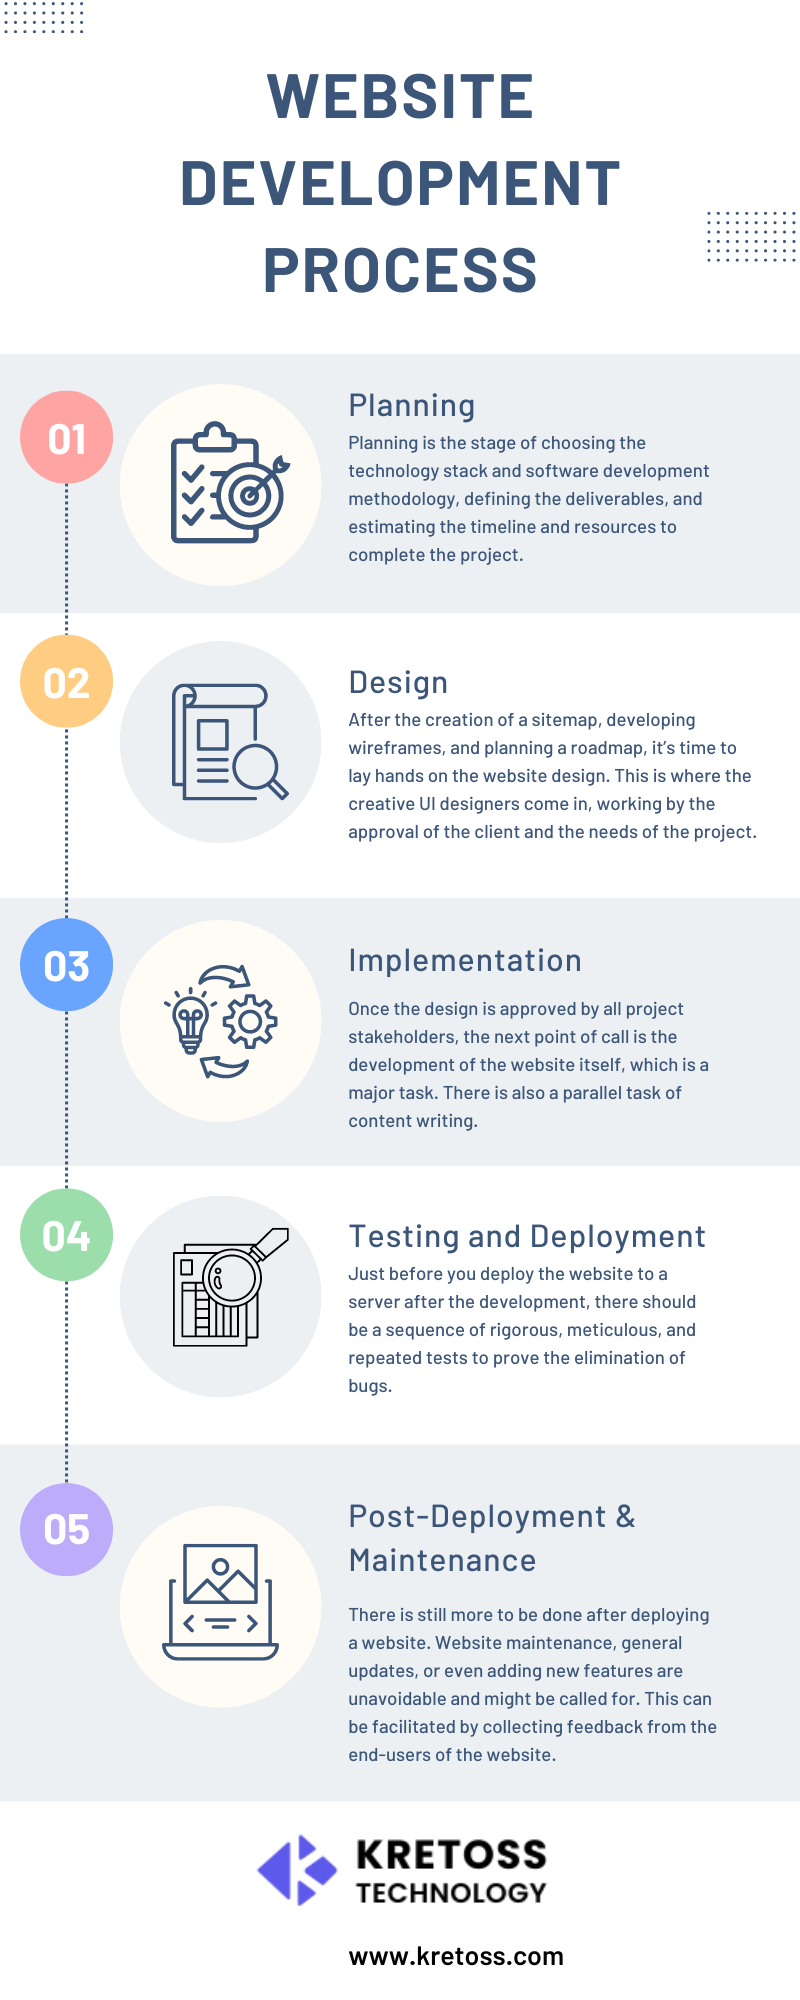 WEBSITE
DEVELOPMENT
PROCESS
01
Planning
Planning is the stage of choosing the
technology stack and software development
methodology, defining the deliverables, and
estimating the timeline and resources to
complete the project.
02
Design
After the creation of a sitemap, developing
wireframes, and planning a roadmap, it’s time to
lay hands on the website design. This is where the
creative UI designers come in, working by the
approval of the client and the needs of the project.
03
Implementation
Once the design is approved by all project
stakeholders, the next point of call is the
development of the website itself, which is a
major task. There is also a parallel task of
content writing.
04
Testing and Deployment
Just before you deploy the website to a
server after the development, there should
be a sequence of rigorous, meticulous, and
repeated tests to prove the elimination of
bugs.
05
Post-Deployment &
Maintenance
There is still more to be done after deploying
a website. Website maintenance, general
updates, or even adding new features are
unavoidable and might be called for. This can
be facilitated by collecting feedback from the
end-users of the website.
KRETOSS
TECHNOLOGY
www.kretoss.com